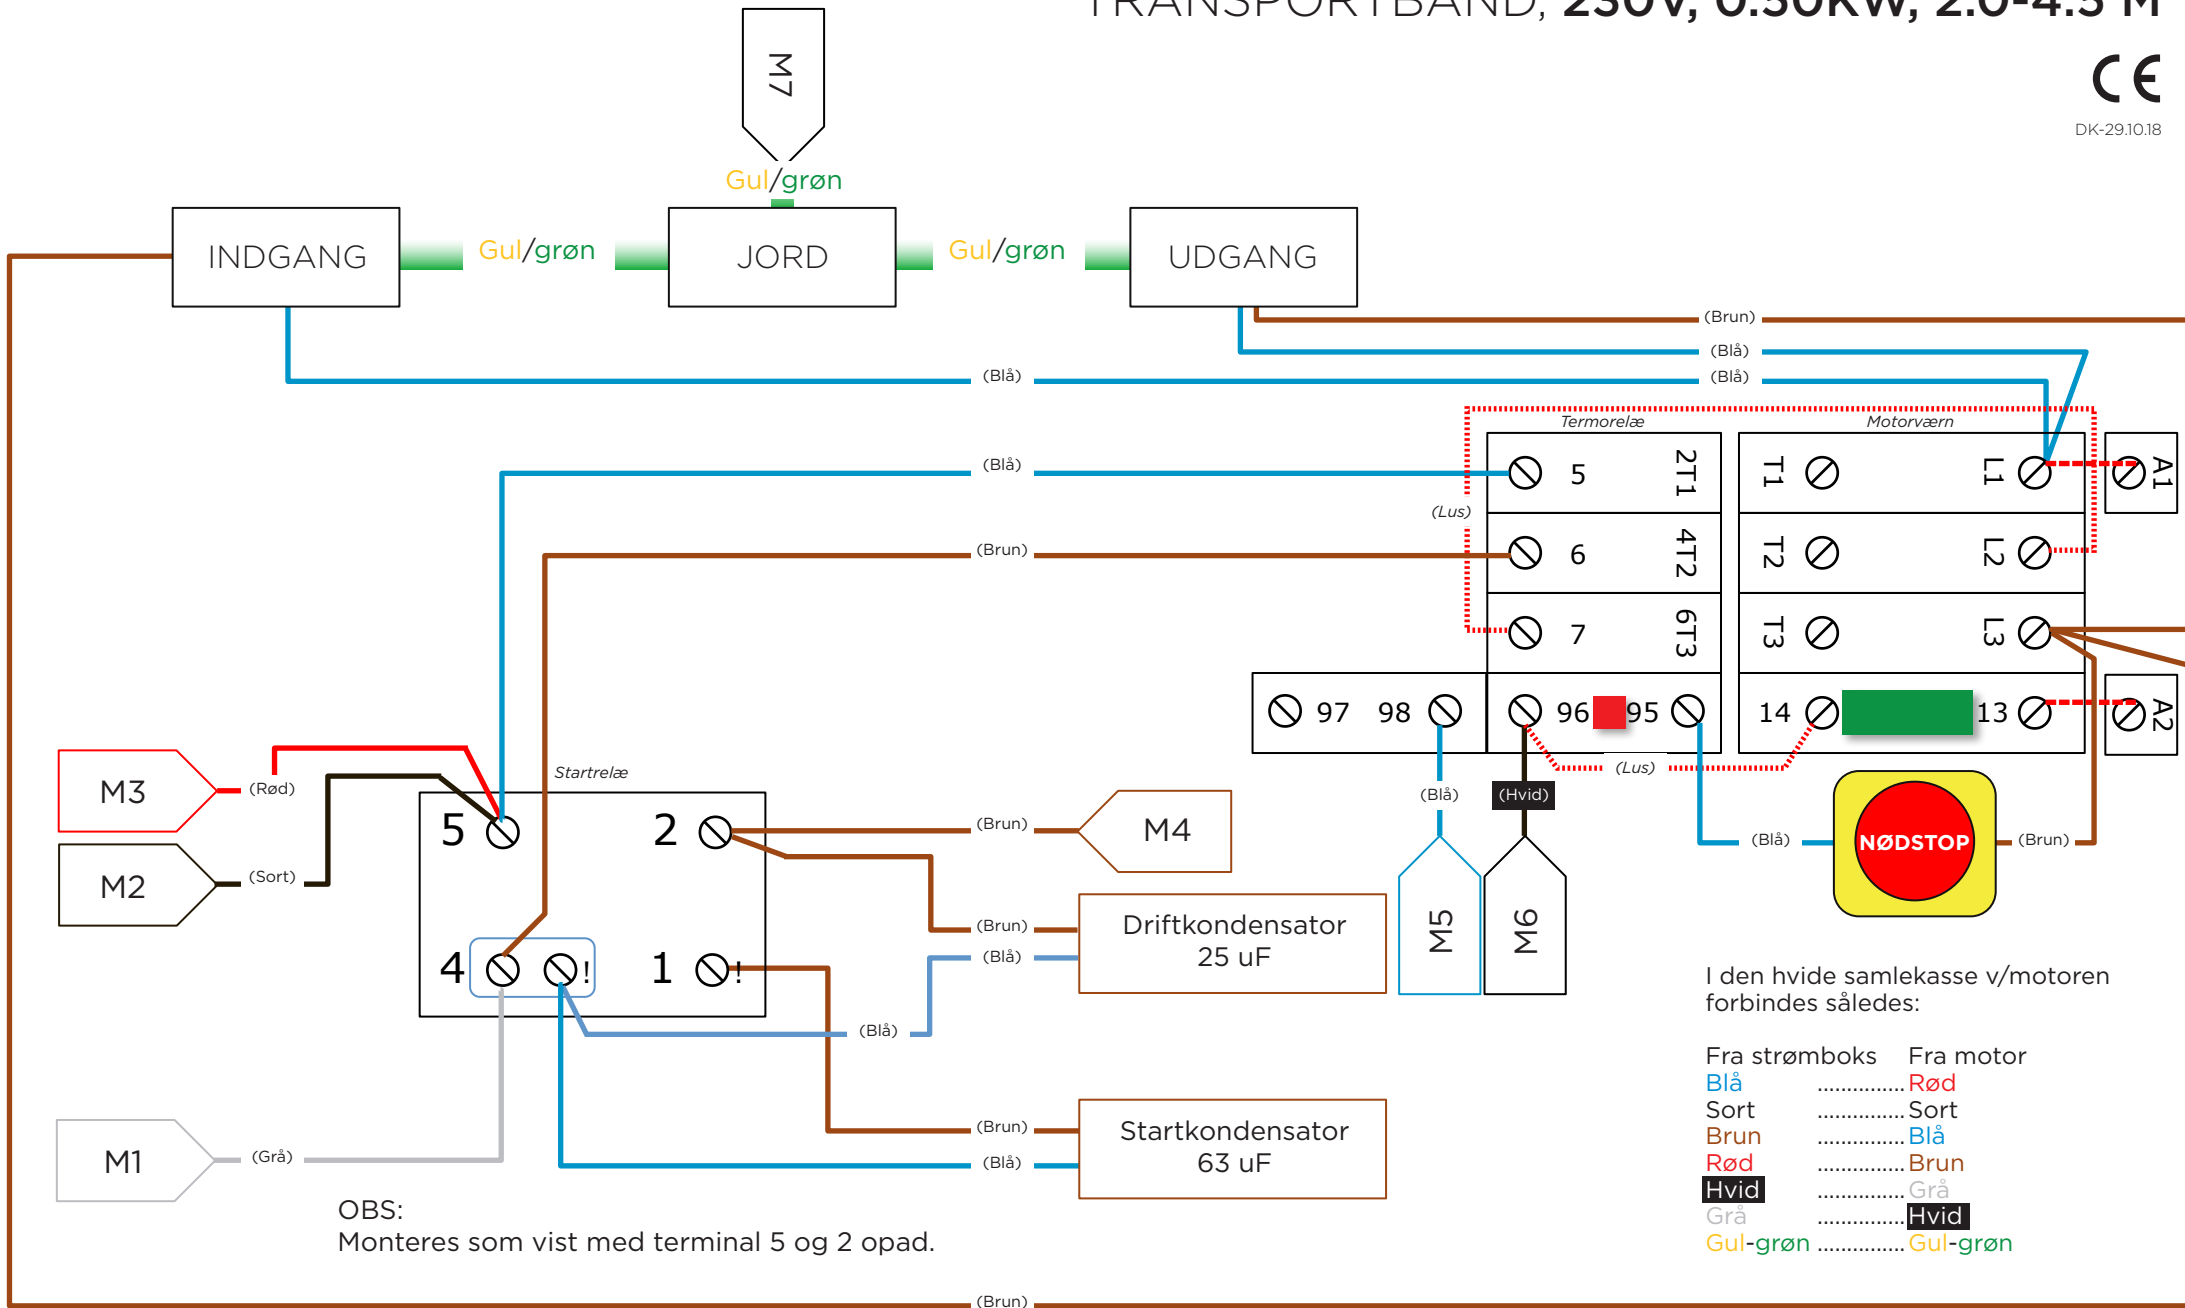 TRANSPORTBÅND, 230V, 0.50KW, 2.0-4.5 M
CE
DK-29.10.18
M7
Gul/grøn
INDGANG
Gul/grøn
JORD
Gul/grøn
UDGANG
(Brun)
(Blå)
(Blå)
(Blå)
Termorelæ
Motorværn
(Blå)
5
2T1
T1
L1
A1
(Lus)
(Brun)
6
4T2
T2
L2
7
6T3
T3
L3
97
98
96
95
14
13
A2
(Lus)
M3
(Rød)
Startrelæ
(Blå)
(Hvid)
5
2
(Brun)
M4
(Blå)
NØDSTOP
(Brun)
M2
(Sort)
(Brun)
Driftkondensator
25 uF
(Blå)
M5
M6
4
!
1
!
(Blå)
I den hvide samlekasse v/motoren
forbindes således:
Fra strømboks Fra motor
Blå ............... Rød
Sort ............... Sort
Brun ............... Blå
Rød ............... Brun
Hvid ............... Grå
Grå ............... Hvid
Gul-grøn ............... Gul-grøn
M1
(Grå)
(Brun)
Startkondensator
63 uF
(Blå)
OBS:
Monteres som vist med terminal 5 og 2 opad.
(Brun)